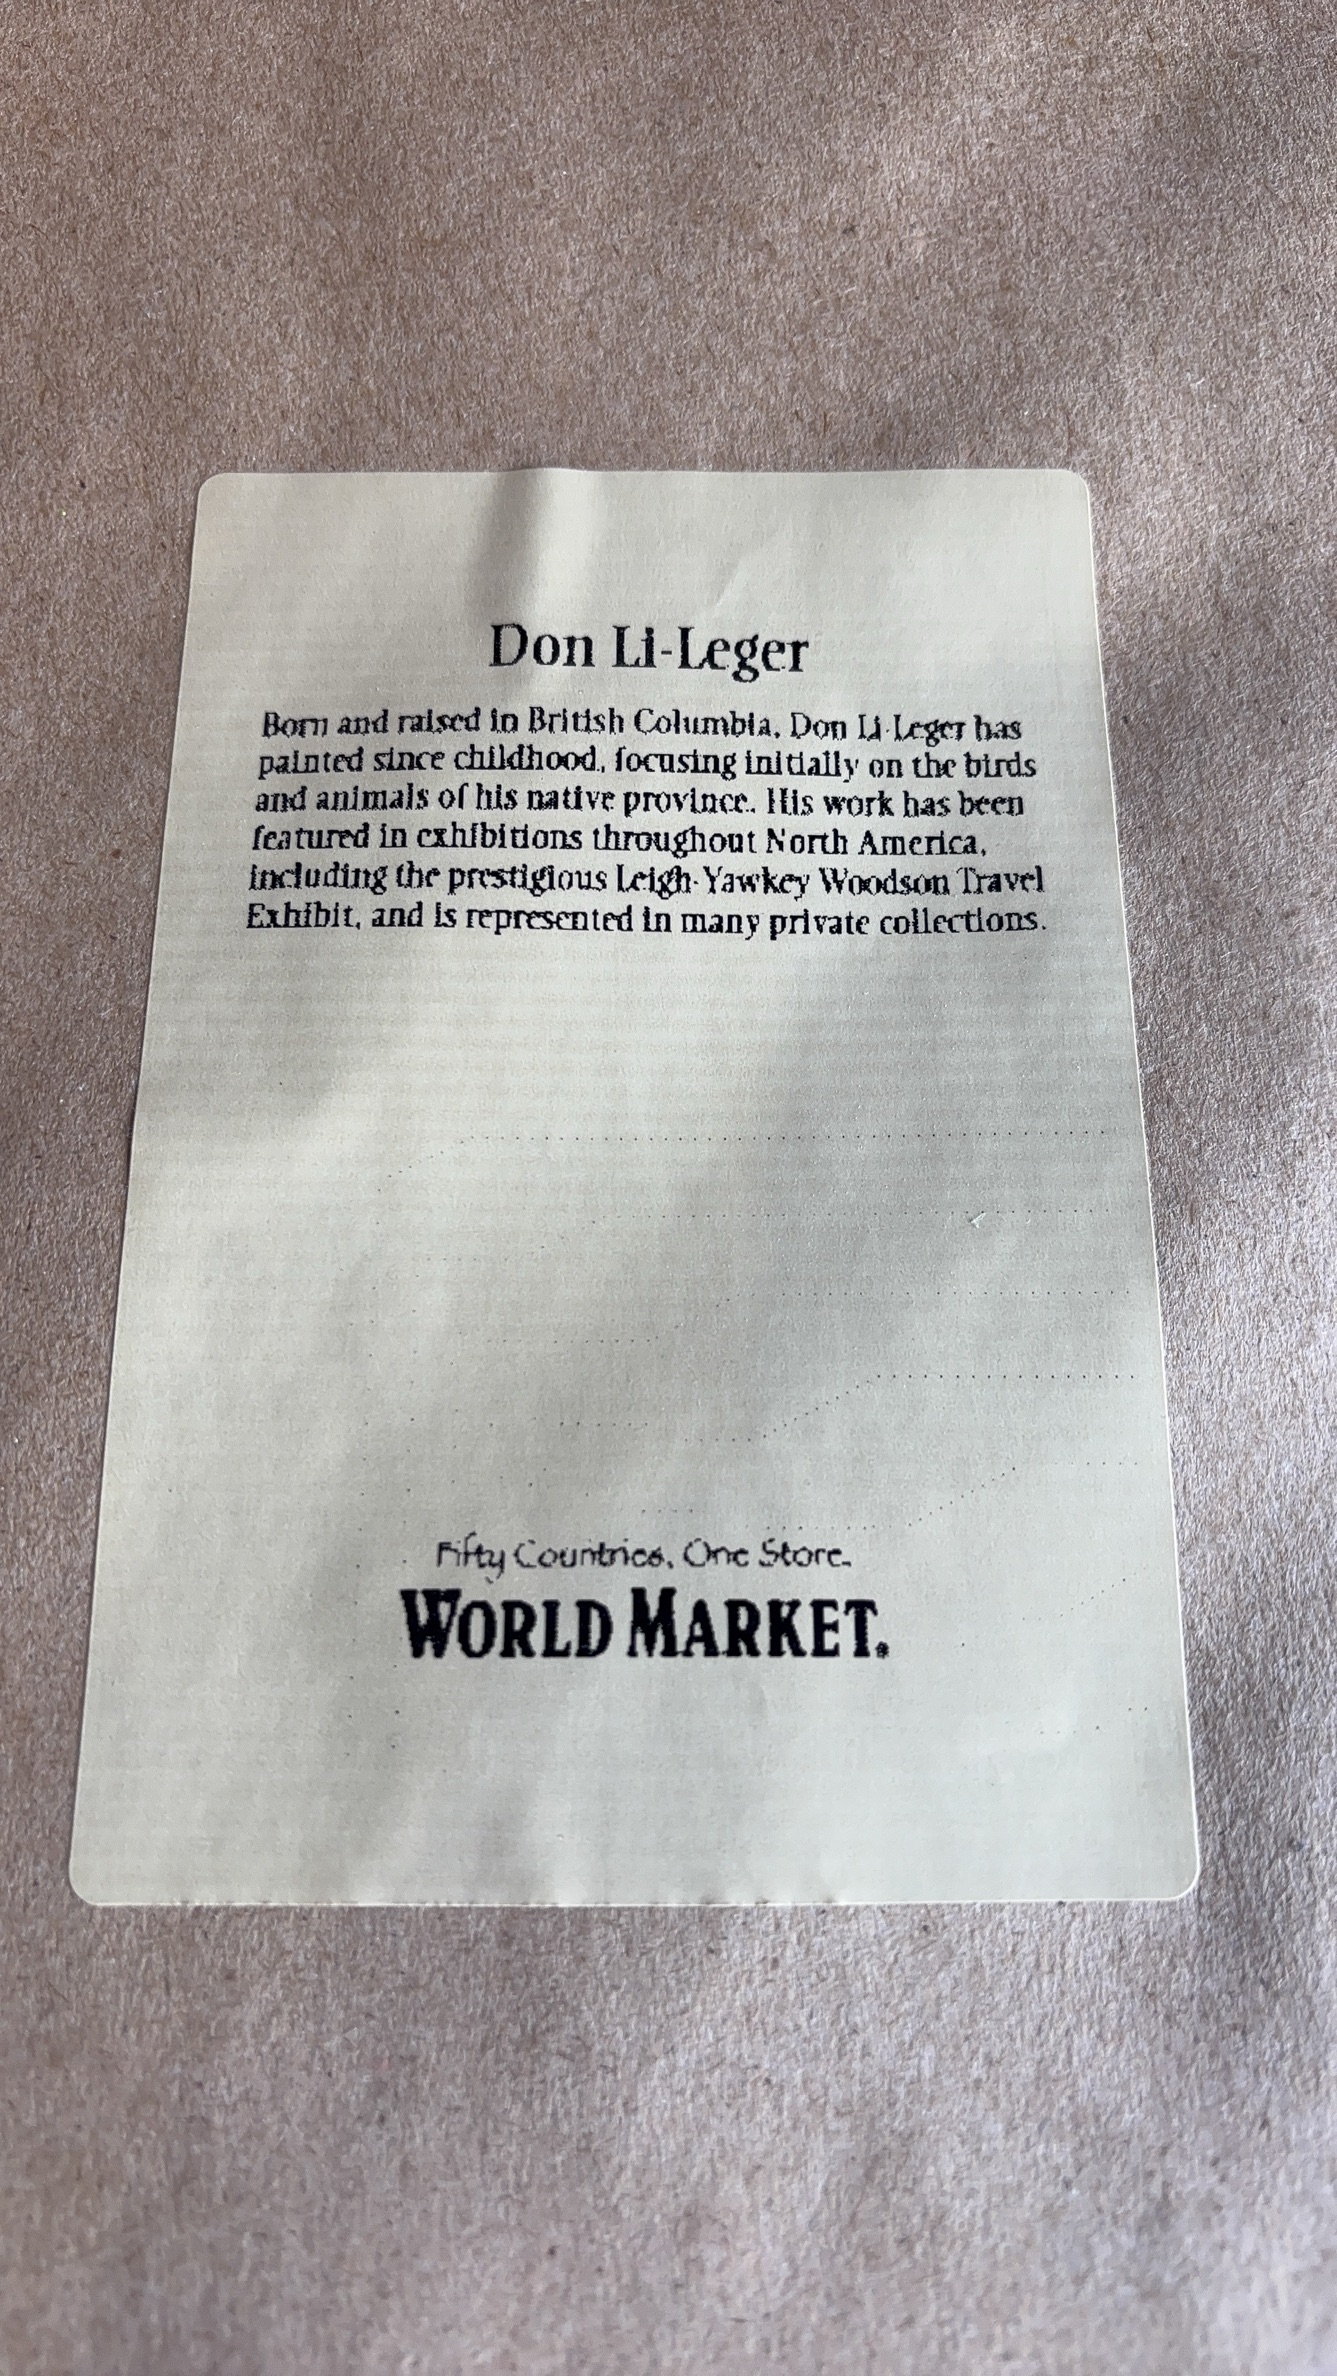 Don Li-Leger
Born and raised in British Columbia, Don Li-Leger has
painted since childhood, focusing initially on the birds
and animals of his native province. His work has been
featured in exhibitions throughout North America,
including the prestigious Leigh-Yawkey Woodson Travel
Exhibit, and is represented in many private collections.
Fifty Countries. One Store.
WORLD MARKET.